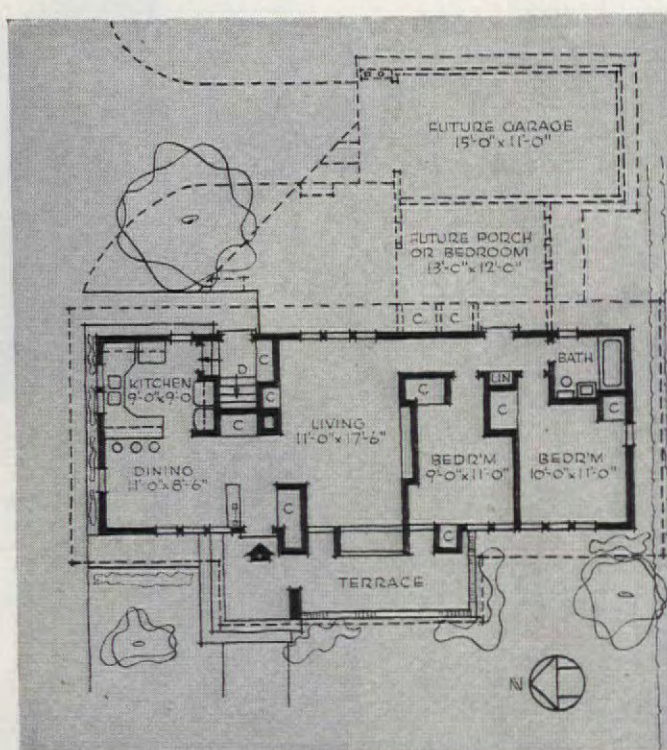 FUTURE GARAGE
15'-0" x 11'-0"
FUTURE PORCH
OR BEDROOM
13'-0" x 12'-0"
C
C
KITCHEN
9'-0" x 9'-0
D
C
C
C
LIVING
11'-0" x 17'-6"
DINING
11'-0" x 8'-6"
C
C
LIN
BATH
C
C
BEDR'M
9'-0" x 11'-0"
BEDR'M
10'-0" x 11'-0"
C
TERRACE
N